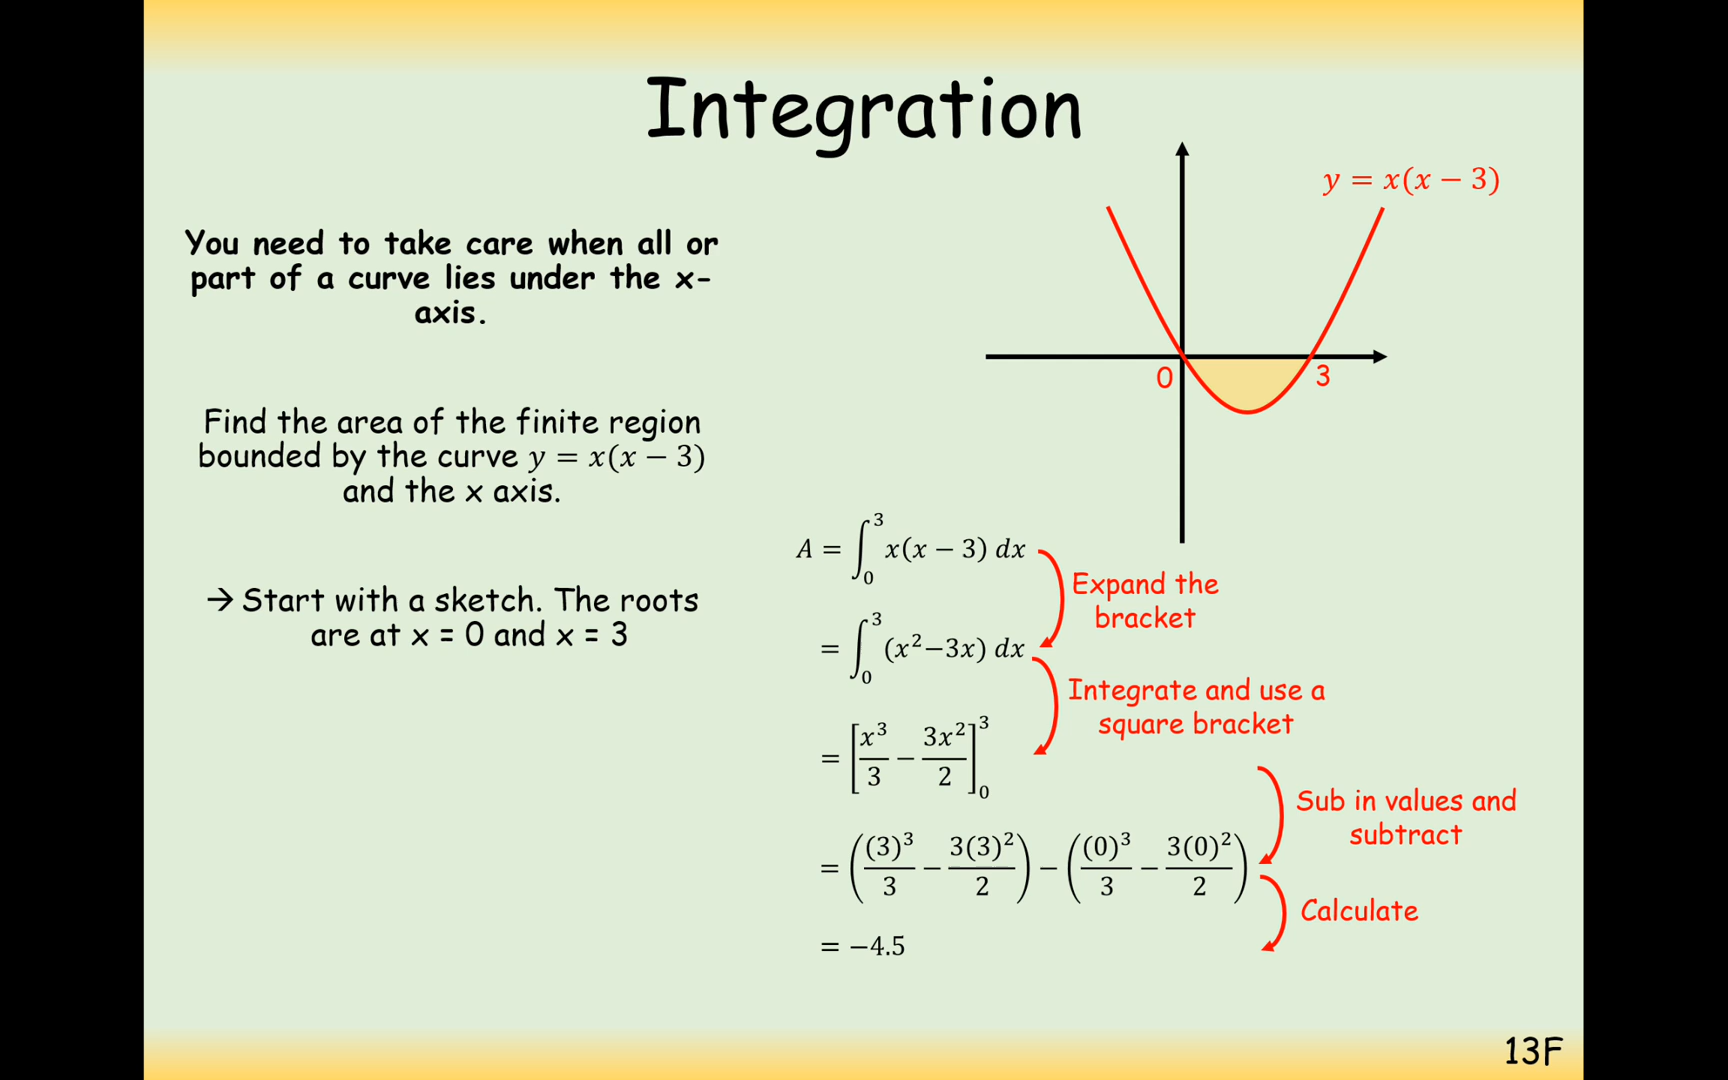 Integration
y = x(x − 3)
You need to take care when all or
part of a curve lies under the x-
axis.
0
3
Find the area of the finite region
bounded by the curve y = x(x − 3)
and the x axis.
A = ∫₀³ x(x − 3) dx
Expand the
bracket
→ Start with a sketch. The roots
are at x = 0 and x = 3
= ∫₀³ (x²−3x) dx
Integrate and use a
square bracket
= [x³/3 − 3x²/2]₀³
Sub in values and
subtract
= ((3)³/3 − 3(3)²/2) − ((0)³/3 − 3(0)²/2)
Calculate
= −4.5
13F